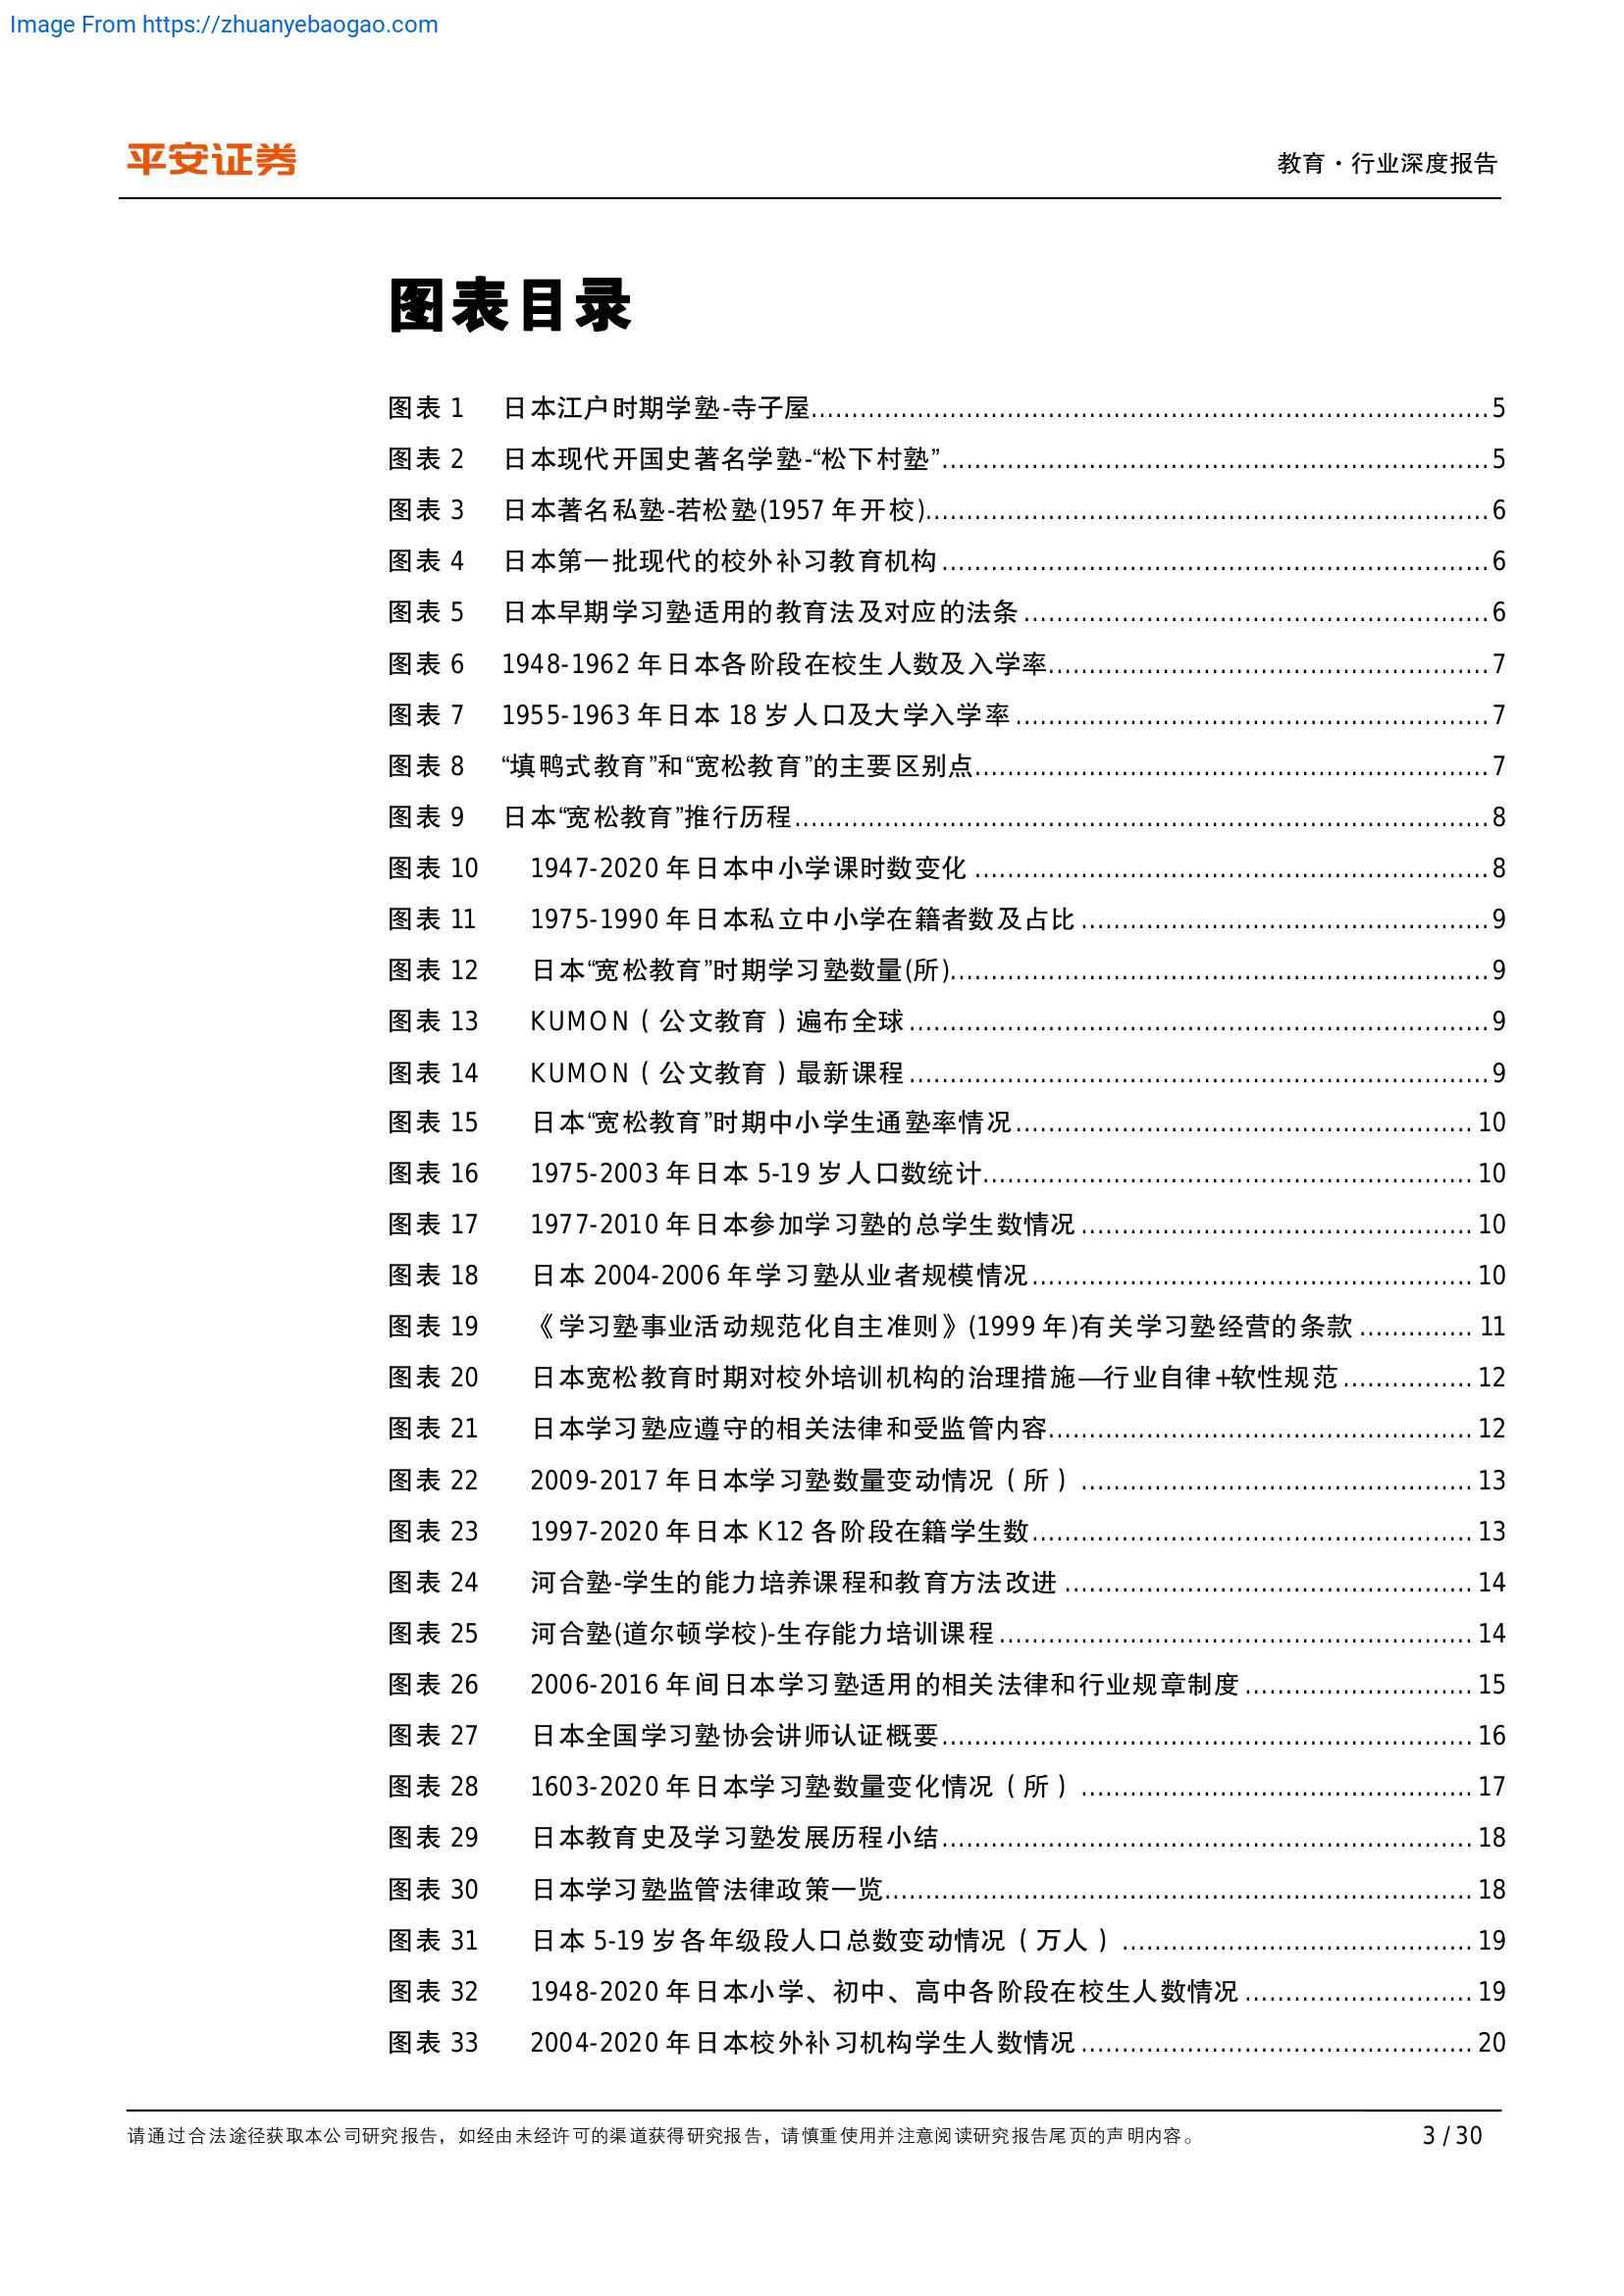 Image From https://zhuanyebaogao.com
平安证券
教育·行业深度报告
图表目录
图表 1 日本江户时期学塾-寺子屋 5
图表 2 日本现代开国史著名学塾-“松下村塾” 5
图表 3 日本著名私塾-若松塾(1957 年开校) 6
图表 4 日本第一批现代的校外补习教育机构 6
图表 5 日本早期学习塾适用的教育法及对应的法条 6
图表 6 1948-1962 年日本各阶段在校生人数及入学率 7
图表 7 1955-1963 年日本 18 岁人口及大学入学率 7
图表 8 “填鸭式教育”和“宽松教育”的主要区别点 7
图表 9 日本“宽松教育”推行历程 8
图表 10 1947-2020 年日本中小学课时数变化 8
图表 11 1975-1990 年日本私立中小学在籍者数及占比 9
图表 12 日本“宽松教育”时期学习塾数量(所) 9
图表 13 KUMON（公文教育）遍布全球 9
图表 14 KUMON（公文教育）最新课程 9
图表 15 日本“宽松教育”时期中小学生通塾率情况 10
图表 16 1975-2003 年日本 5-19 岁人口数统计 10
图表 17 1977-2010 年日本参加学习塾的总学生数情况 10
图表 18 日本 2004-2006 年学习塾从业者规模情况 10
图表 19 《学习塾事业活动规范化自主准则》(1999 年)有关学习塾经营的条款 11
图表 20 日本宽松教育时期对校外培训机构的治理措施—行业自律+软性规范 12
图表 21 日本学习塾应遵守的相关法律和受监管内容 12
图表 22 2009-2017 年日本学习塾数量变动情况（所） 13
图表 23 1997-2020 年日本 K12 各阶段在籍学生数 13
图表 24 河合塾-学生的能力培养课程和教育方法改进 14
图表 25 河合塾(道尔顿学校)-生存能力培训课程 14
图表 26 2006-2016 年间日本学习塾适用的相关法律和行业规章制度 15
图表 27 日本全国学习塾协会讲师认证概要 16
图表 28 1603-2020 年日本学习塾数量变化情况（所） 17
图表 29 日本教育史及学习塾发展历程小结 18
图表 30 日本学习塾监管法律政策一览 18
图表 31 日本 5-19 岁各年级段人口总数变动情况（万人） 19
图表 32 1948-2020 年日本小学、初中、高中各阶段在校生人数情况 19
图表 33 2004-2020 年日本校外补习机构学生人数情况 20
请通过合法途径获取本公司研究报告，如经由未经许可的渠道获得研究报告，请慎重使用并注意阅读研究报告尾页的声明内容。
3 / 30